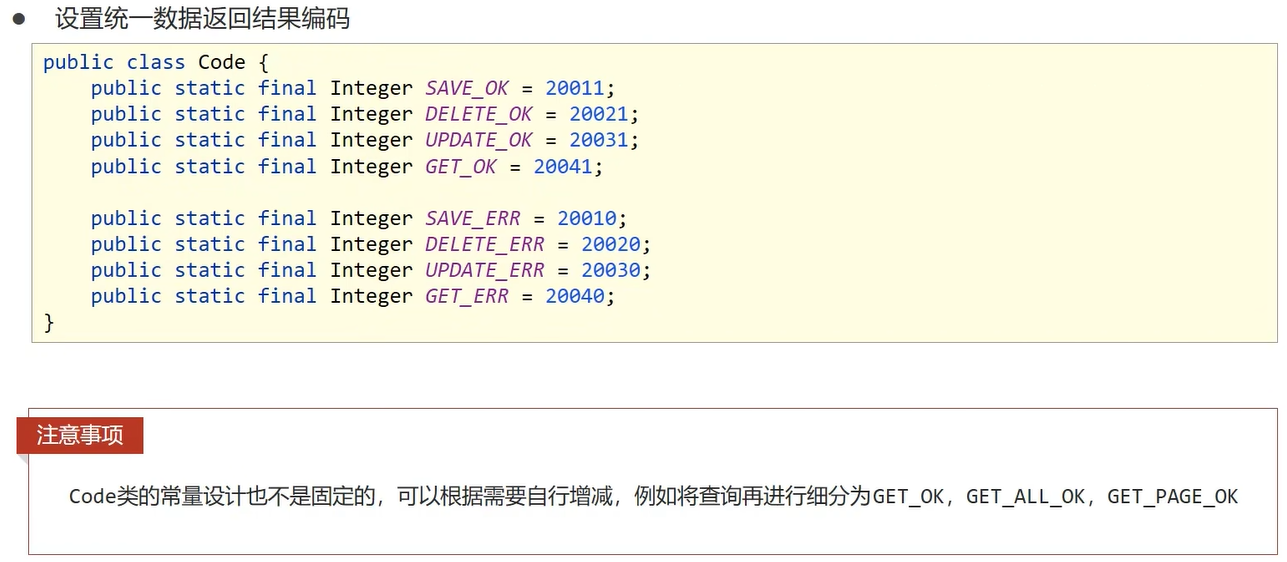 ● 设置统一数据返回结果编码
public class Code {
    public static final Integer SAVE_OK = 20011;
    public static final Integer DELETE_OK = 20021;
    public static final Integer UPDATE_OK = 20031;
    public static final Integer GET_OK = 20041;

    public static final Integer SAVE_ERR = 20010;
    public static final Integer DELETE_ERR = 20020;
    public static final Integer UPDATE_ERR = 20030;
    public static final Integer GET_ERR = 20040;
}
注意事项
Code类的常量设计也不是固定的，可以根据需要自行增减，例如将查询再进行细分为GET_OK，GET_ALL_OK，GET_PAGE_OK